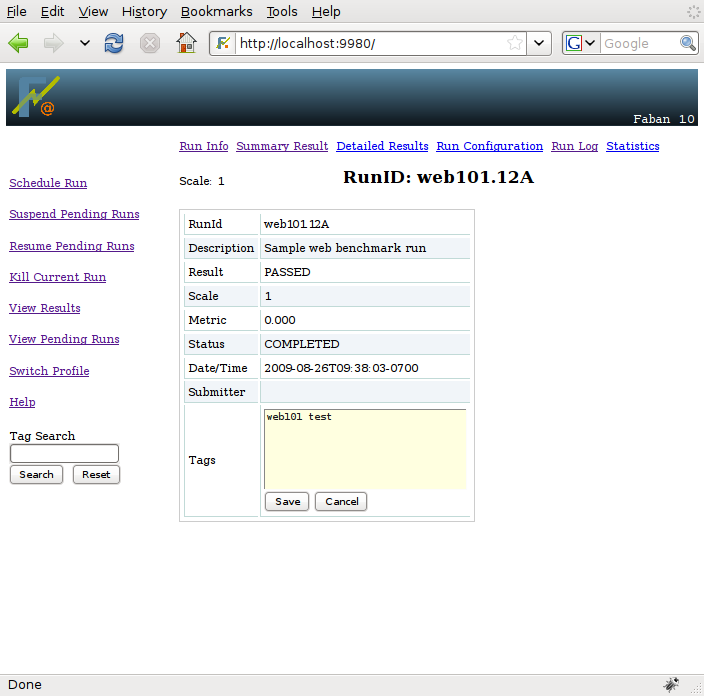 File Edit View History Bookmarks Tools Help
http://localhost:9980/
G Google
F @
Faban 1.0
Run Info Summary Result Detailed Results Run Configuration Run Log Statistics
Scale: 1
RunID: web101.12A
Schedule Run
Suspend Pending Runs
Resume Pending Runs
Kill Current Run
View Results
View Pending Runs
Switch Profile
Help
Tag Search
Search Reset
RunId web101.12A
Description Sample web benchmark run
Result PASSED
Scale 1
Metric 0.000
Status COMPLETED
Date/Time 2009-08-26T09:38:03-0700
Submitter
Tags
web101 test
Save Cancel
Done